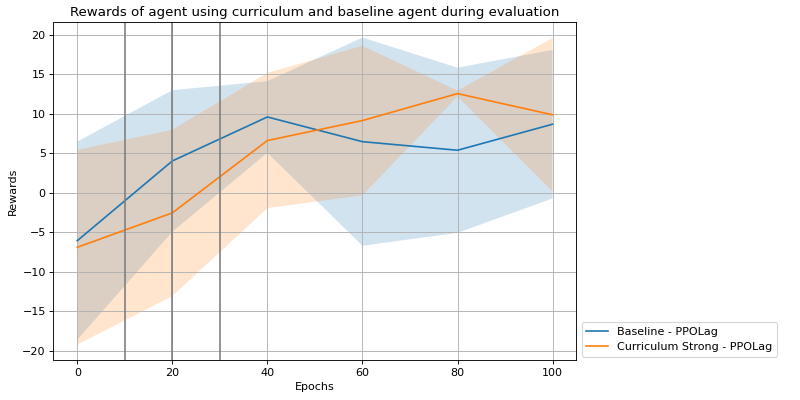 Rewards of agent using curriculum and baseline agent during evaluation
20
15
10
5
0
−5
−10
−15
−20
Rewards
0 20 40 60 80 100
Epochs
Baseline - PPOLag
Curriculum Strong - PPOLag